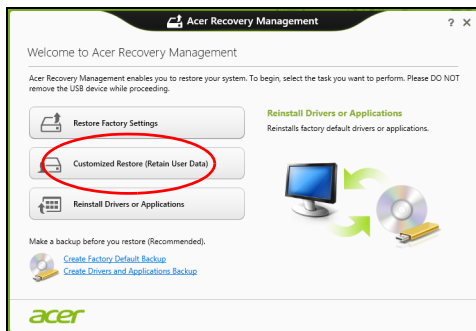 Acer Recovery Management
? X
Welcome to Acer Recovery Management
Acer Recovery Management enables you to restore your system. To begin, select the task you want to perform. Please DO NOT
remove the USB device while proceeding.
Restore Factory Settings
Customized Restore (Retain User Data)
Reinstall Drivers or Applications
Reinstall Drivers or Applications
Reinstalls factory default drivers or applications.
Make a backup before you restore (Recommended).
Create Factory Default Backup
Create Drivers and Applications Backup
acer